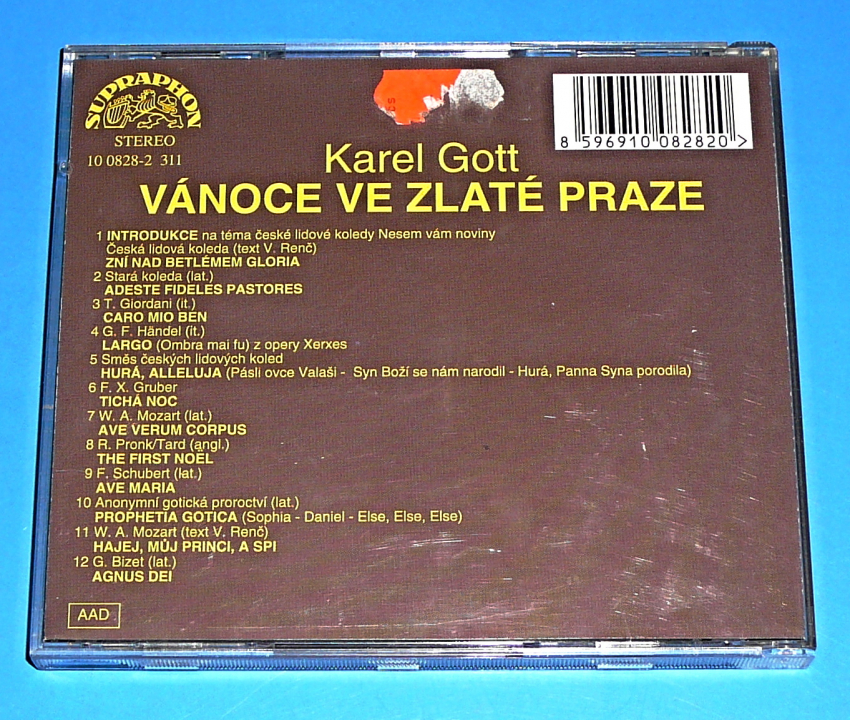 SUPRAPHON
STEREO
10 0828-2 311
8 596910 082820 >
Karel Gott
VÁNOCE VE ZLATÉ PRAZE
1 INTRODUKCE na téma české lidové koledy Nesem vám noviny
Česká lidová koleda (text V. Renč)
ZNÍ NAD BETLÉMEM GLORIA
2 Stará koleda (lat.)
ADESTE FIDELES PASTORES
3 T. Giordani (it.)
CARO MIO BEN
4 G. F. Händel (it.)
LARGO (Ombra mai fu) z opery Xerxes
5 Směs českých lidových koled
HURÁ, ALLELUJA (Pásli ovce Valaši - Syn Boží se nám narodil - Hurá, Panna Syna porodila)
6 F. X. Gruber
TICHÁ NOC
7 W. A. Mozart (lat.)
AVE VERUM CORPUS
8 R. Pronk/Tard (angl.)
THE FIRST NOËL
9 F. Schubert (lat.)
AVE MARIA
10 Anonymní gotická proroctví (lat.)
PROPHETIA GOTICA (Sophia - Daniel - Else, Else, Else)
11 W. A. Mozart (text V. Renč)
HAJEJ, MŮJ PRINCI, A SPI
12 G. Bizet (lat.)
AGNUS DEI
AAD